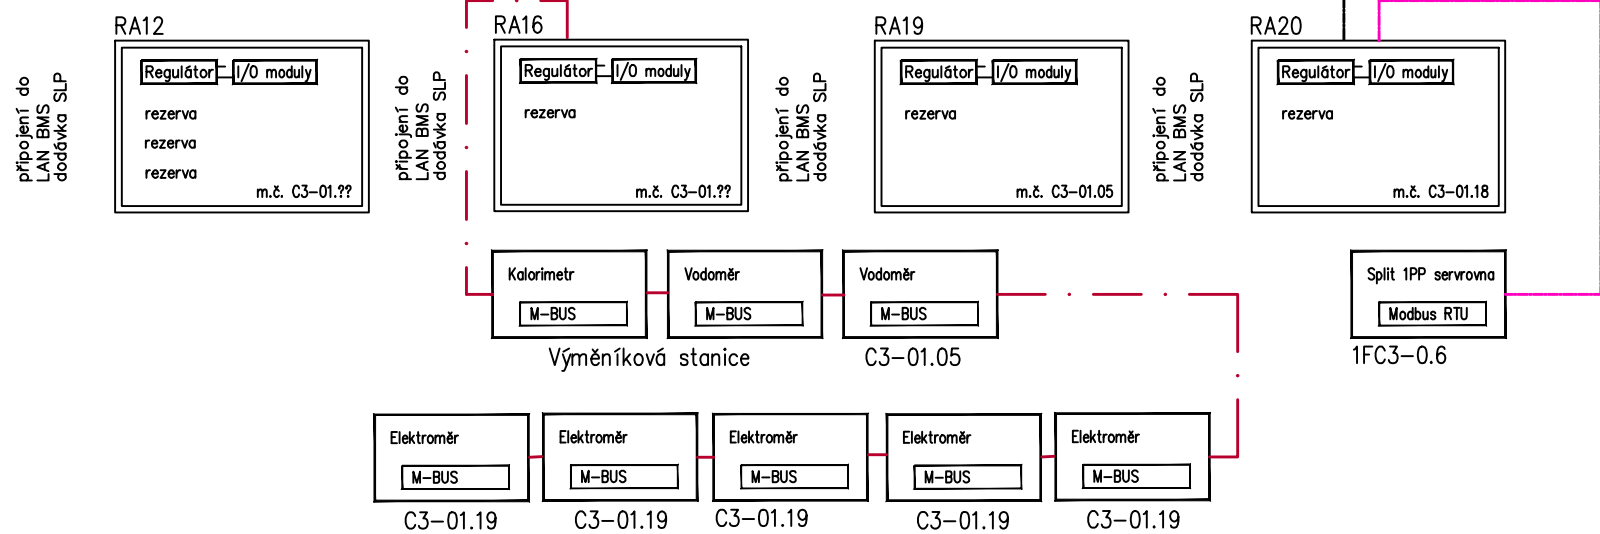 RA12
připojení do
LAN BMS
dodávka SLP
Regulátor
I/O moduly
rezerva
rezerva
rezerva
m.č. C3-01.??
RA16
připojení do
LAN BMS
dodávka SLP
Regulátor
I/O moduly
rezerva
m.č. C3-01.??
RA19
připojení do
LAN BMS
dodávka SLP
Regulátor
I/O moduly
rezerva
m.č. C3-01.05
RA20
připojení do
LAN BMS
dodávka SLP
Regulátor
I/O moduly
rezerva
m.č. C3-01.18
Kalorimetr
M-BUS
Vodoměr
M-BUS
Výměníková stanice
Vodoměr
M-BUS
C3-01.05
Split 1PP servrovna
Modbus RTU
1FC3-0.6
Elektroměr
M-BUS
C3-01.19
Elektroměr
M-BUS
C3-01.19
Elektroměr
M-BUS
C3-01.19
Elektroměr
M-BUS
C3-01.19
Elektroměr
M-BUS
C3-01.19